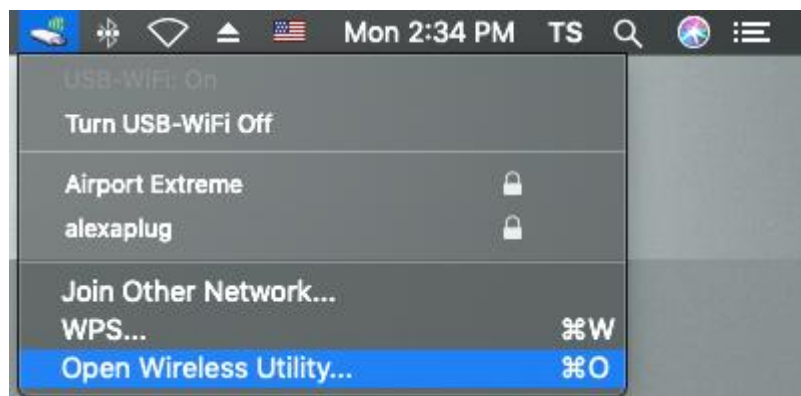 Mon 2:34 PM TS
USB-WiFi: On
Turn USB-WiFi Off
Airport Extreme
alexaplug
Join Other Network...
WPS... ⌘W
Open Wireless Utility... ⌘O